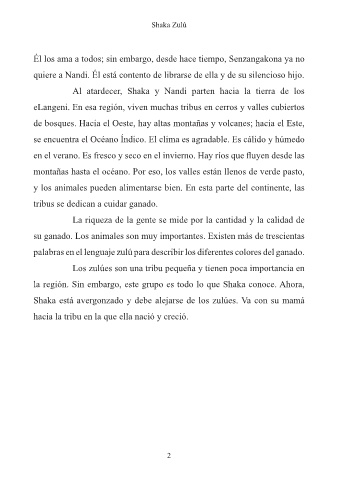 Shaka Zulú
Él los ama a todos; sin embargo, desde hace tiempo, Senzangakona ya no
quiere a Nandi. Él está contento de librarse de ella y de su silencioso hijo.
Al atardecer, Shaka y Nandi parten hacia la tierra de los
eLangeni. En esa región, viven muchas tribus en cerros y valles cubiertos
de bosques. Hacia el Oeste, hay altas montañas y volcanes; hacia el Este,
se encuentra el Océano Índico. El clima es agradable. Es cálido y húmedo
en el verano. Es fresco y seco en el invierno. Hay ríos que fluyen desde las
montañas hasta el océano. Por eso, los valles están llenos de verde pasto,
y los animales pueden alimentarse bien. En esta parte del continente, las
tribus se dedican a cuidar ganado.
La riqueza de la gente se mide por la cantidad y la calidad de
su ganado. Los animales son muy importantes. Existen más de trescientas
palabras en el lenguaje zulú para describir los diferentes colores del ganado.
Los zulúes son una tribu pequeña y tienen poca importancia en
la región. Sin embargo, este grupo es todo lo que Shaka conoce. Ahora,
Shaka está avergonzado y debe alejarse de los zulúes. Va con su mamá
hacia la tribu en la que ella nació y creció.
2